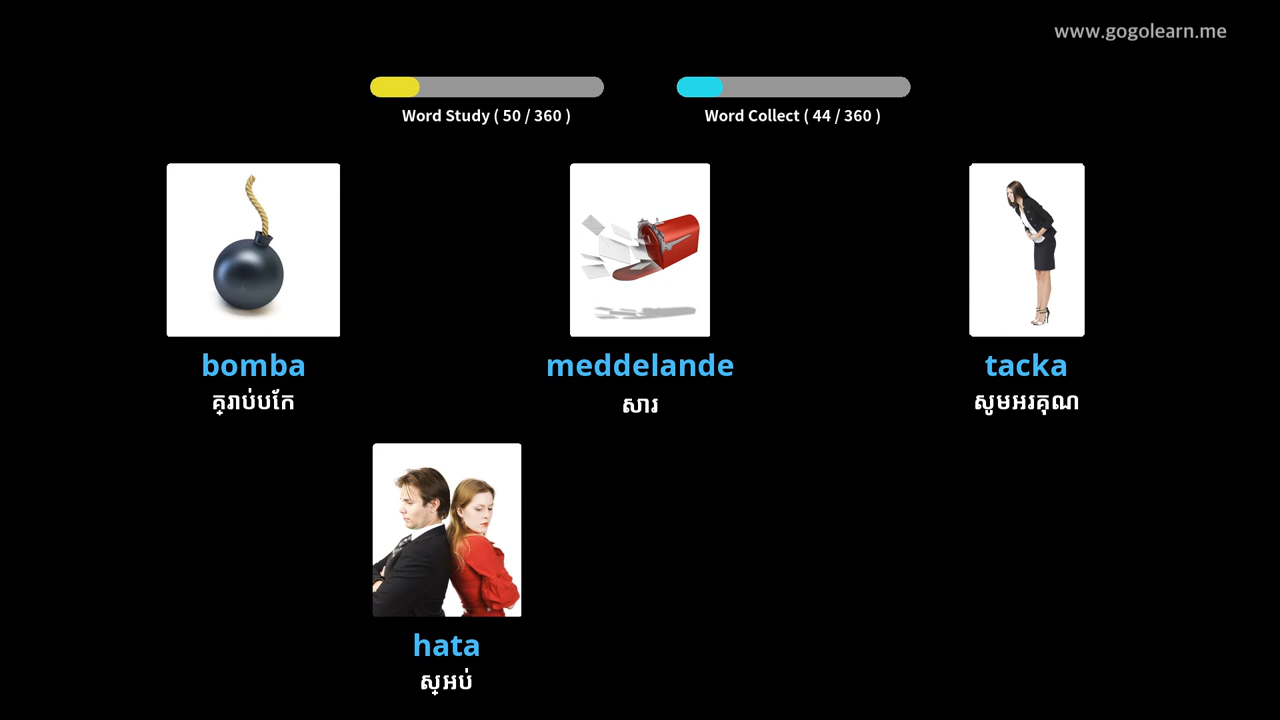 www.gogolearn.me
Word Study ( 50 / 360 )
Word Collect ( 44 / 360 )
bomba
គ្រាប់បែក
meddelande
សារ
tacka
សូមអរគុណ
hata
ស្អប់